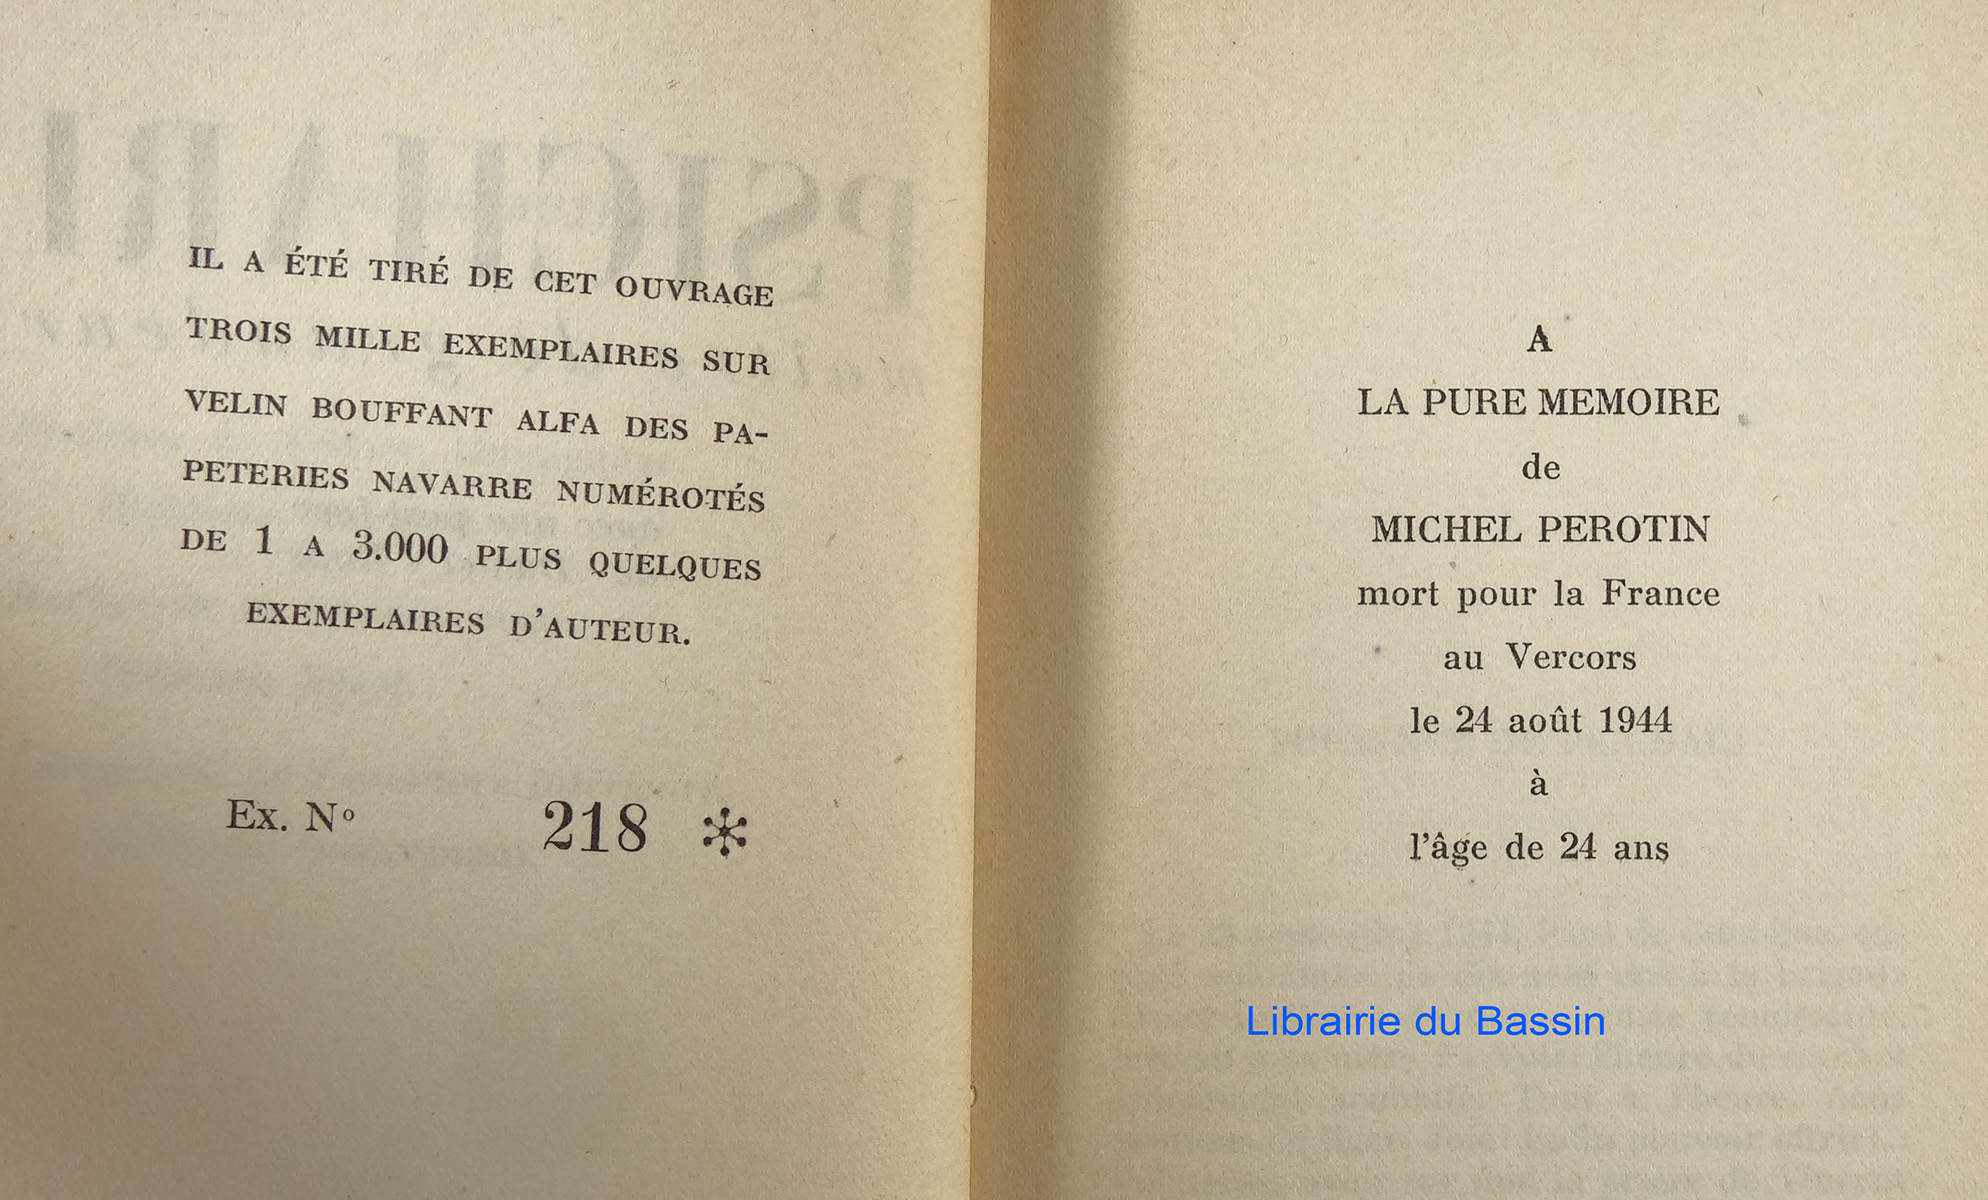 IL A ÉTÉ TIRÉ DE CET OUVRAGE
TROIS MILLE EXEMPLAIRES SUR
VELIN BOUFFANT ALFA DES PA-
PETERIES NAVARRE NUMÉROTÉS
DE 1 A 3.000 PLUS QUELQUES
EXEMPLAIRES D'AUTEUR.
Ex. Nº 218
A
LA PURE MEMOIRE
de
MICHEL PEROTIN
mort pour la France
au Vercors
le 24 août 1944
à
l'âge de 24 ans
Librairie du Bassin
PSICHARI